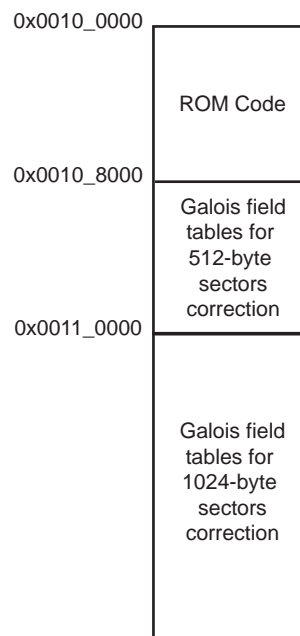 0x0010_0000
ROM Code
0x0010_8000
Galois field
tables for
512-byte
sectors
correction
0x0011_0000
Galois field
tables for
1024-byte
sectors
correction